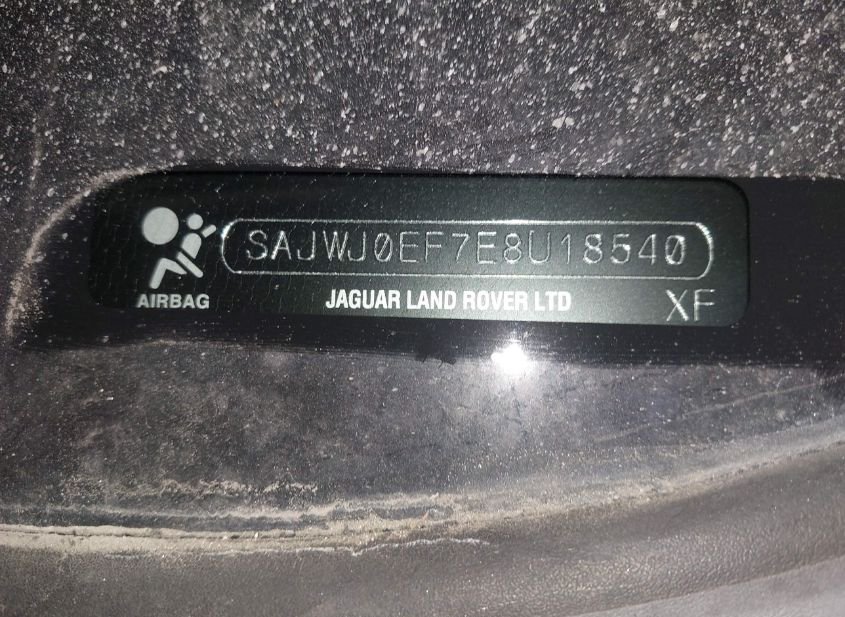 SAJWJ0EF7E8U18540
AIRBAG
JAGUAR LAND ROVER LTD
XF